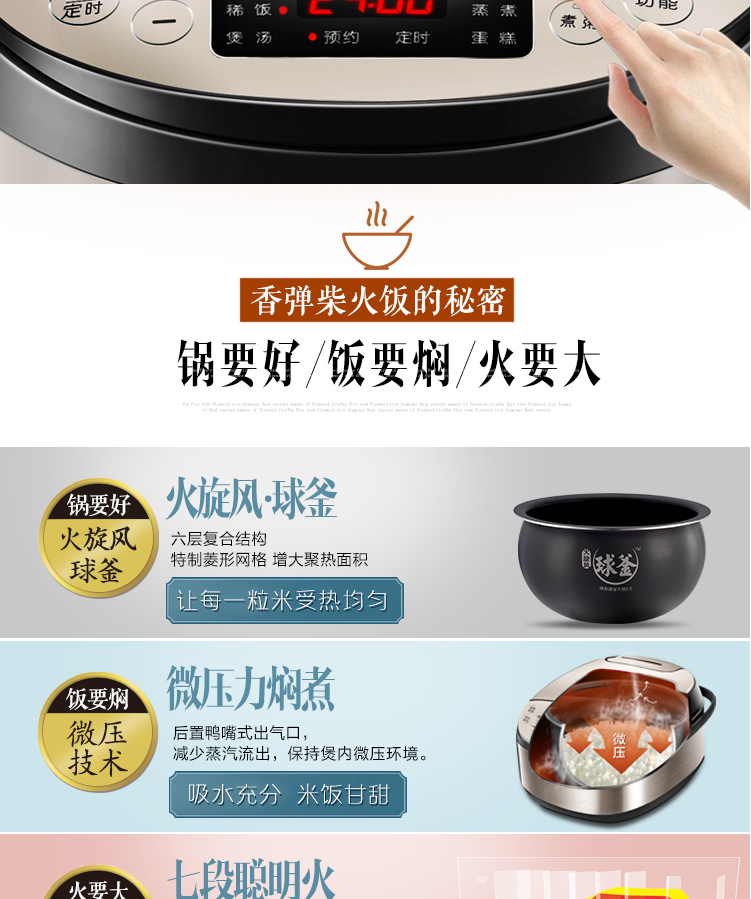 定时
一
稀饭
24:00
蒸煮
煲汤
预约
定时
蛋糕
煮粥
功能
香弹柴火饭的秘密
锅要好/饭要焖/火要大
锅要好
火旋风
球釜
火旋风·球釜
六层复合结构
特制菱形网格 增大聚热面积
让每一粒米受热均匀
球釜
饭要焖
微压
技术
微压力焖煮
后置鸭嘴式出气口，
减少蒸汽流出，保持煲内微压环境。
吸水充分 米饭甘甜
微压
火要大
七段聪明火